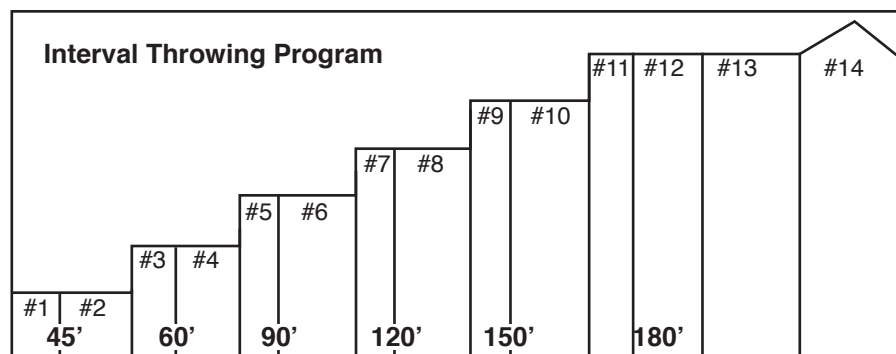 Interval Throwing Program
#11 #12 #13 #14
#9 #10
#7 #8
#5 #6
#3 #4
#1 #2
45’ 60’ 90’ 120’ 150’ 180’